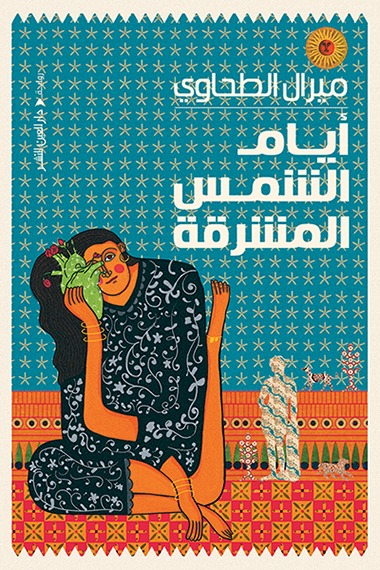 ميرال الطحاوي
أيام
الشمس
المشرقة
رواية
دار العين للنشر